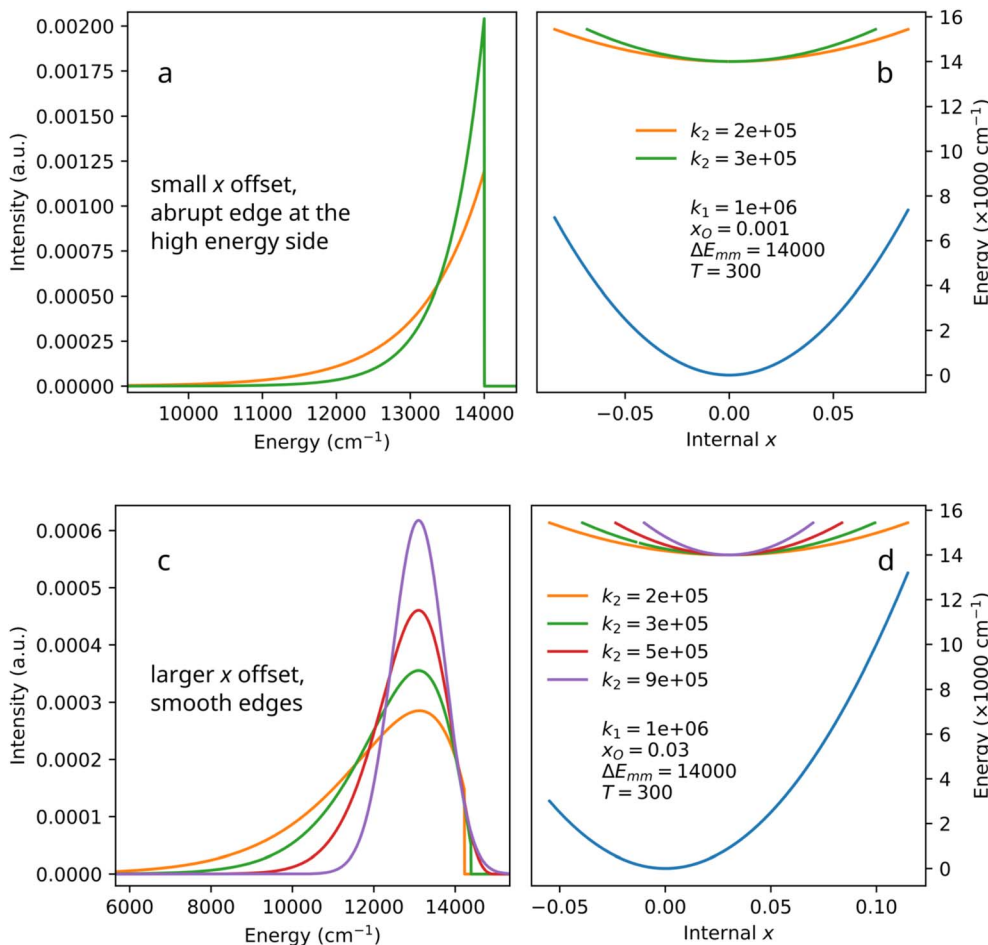 0.00200
0.00175
0.00150
0.00125
0.00100
0.00075
0.00050
0.00025
0.00000
Intensity (a.u.)
a
small x offset,
abrupt edge at the
high energy side
10000 11000 12000 13000 14000
Energy (cm⁻¹)
b
k₂ = 2e+05
k₂ = 3e+05
k₁ = 1e+06
x_O = 0.001
ΔE_mm = 14000
T = 300
16
14
12
10
8
6
4
2
0
Energy (×1000 cm⁻¹)
−0.05 0.00 0.05
Internal x
0.0006
0.0005
0.0004
0.0003
0.0002
0.0001
0.0000
Intensity (a.u.)
c
larger x offset,
smooth edges
6000 8000 10000 12000 14000
Energy (cm⁻¹)
d
k₂ = 2e+05
k₂ = 3e+05
k₂ = 5e+05
k₂ = 9e+05
k₁ = 1e+06
x_O = 0.03
ΔE_mm = 14000
T = 300
16
14
12
10
8
6
4
2
0
Energy (×1000 cm⁻¹)
−0.05 0.00 0.05 0.10
Internal x